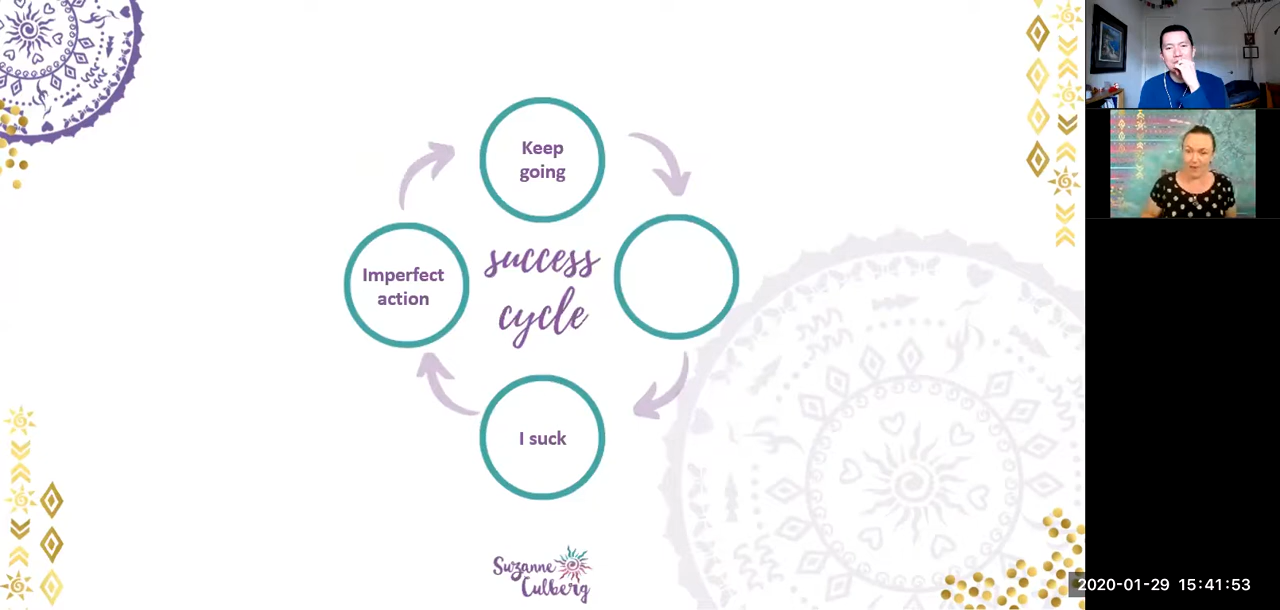 Keep
going
Imperfect
action
success
cycle
I suck
Suzanne
Culberg
2020-01-29 15:41:53